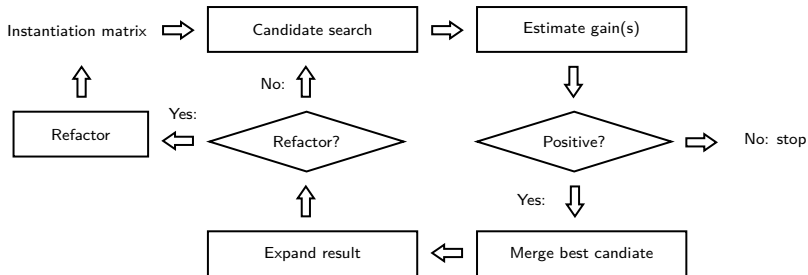 Instantiation matrix
Candidate search
Estimate gain(s)
No:
Yes:
Refactor
Refactor?
Positive?
No: stop
Yes:
Expand result
Merge best candiate